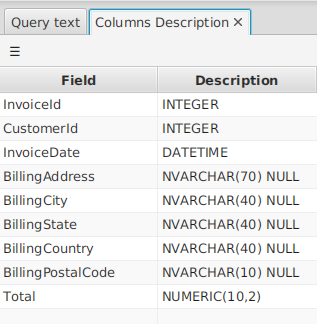 Query text Columns Description ✕
☰
Field Description
InvoiceId INTEGER
CustomerId INTEGER
InvoiceDate DATETIME
BillingAddress NVARCHAR(70) NULL
BillingCity NVARCHAR(40) NULL
BillingState NVARCHAR(40) NULL
BillingCountry NVARCHAR(40) NULL
BillingPostalCode NVARCHAR(10) NULL
Total NUMERIC(10,2)